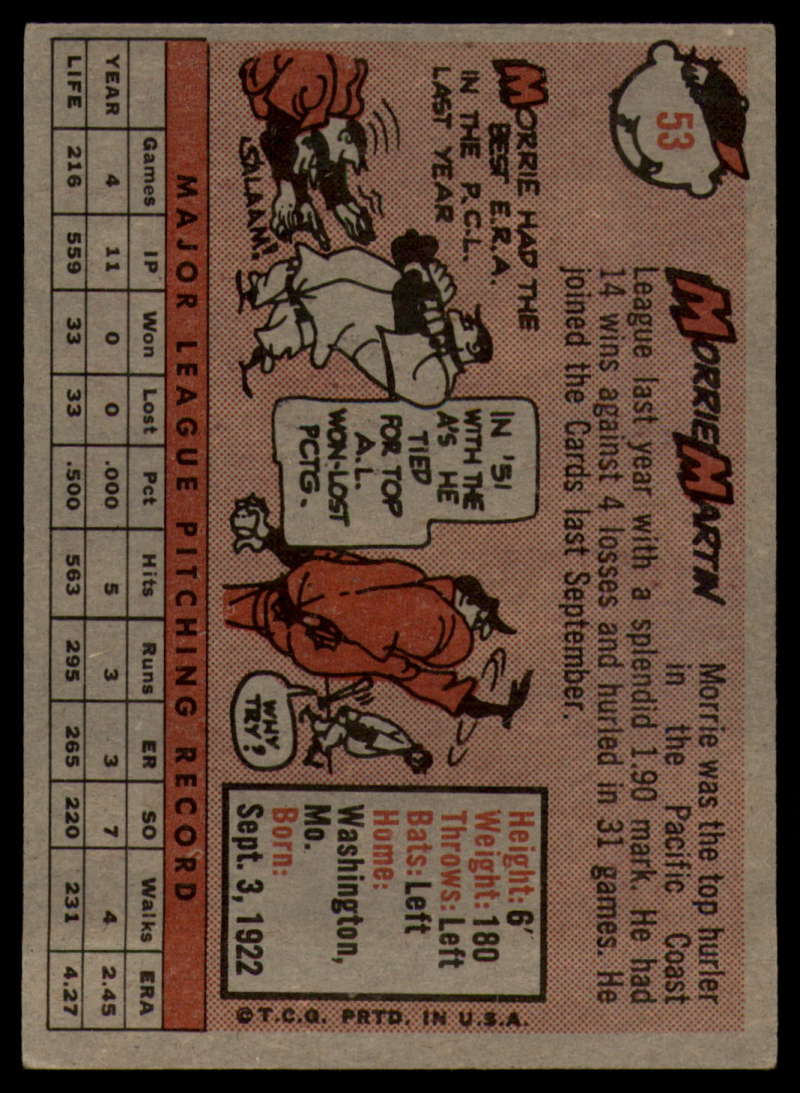 53
MORRIE MARTIN
Morrie was the top hurler
in the Pacific Coast
League last year with a splendid 1.90 mark. He had
14 wins against 4 losses and hurled in 31 games. He
joined the Cards last September.
MORRIE HAD THE
BEST E.R.A.
IN THE P.C.L.
LAST YEAR
SALAAM!
IN '51
WITH THE
A'S HE
TIED
FOR TOP
A.L.
WON-LOST
PCTG.
WHY
TRY?
Height: 6'
Weight: 180
Throws: Left
Bats: Left
Home:
Washington,
Mo.
Born:
Sept. 3, 1922
© T.C.G. PRTD. IN U.S.A.
MAJOR LEAGUE PITCHING RECORD
Games IP Won Lost Pct Hits Runs ER SO Walks ERA
YEAR 4 11 0 0 .000 5 3 3 7 4 2.45
LIFE 216 559 33 33 .500 563 295 265 220 231 4.27